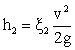 h₂ = ξ₂ v²/2g